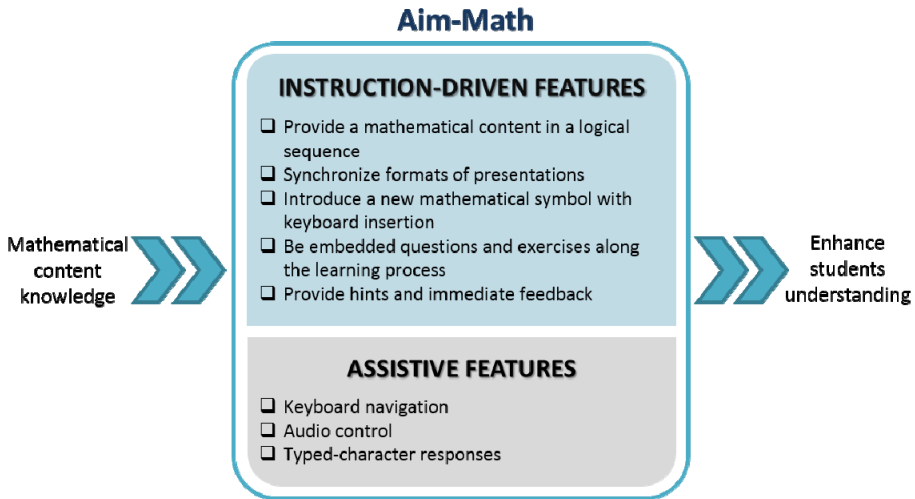 Aim-Math
INSTRUCTION-DRIVEN FEATURES
Provide a mathematical content in a logical
sequence
Synchronize formats of presentations
Introduce a new mathematical symbol with
keyboard insertion
Be embedded questions and exercises along
the learning process
Provide hints and immediate feedback
Mathematical
content
knowledge
Enhance
students
understanding
ASSISTIVE FEATURES
Keyboard navigation
Audio control
Typed-character responses